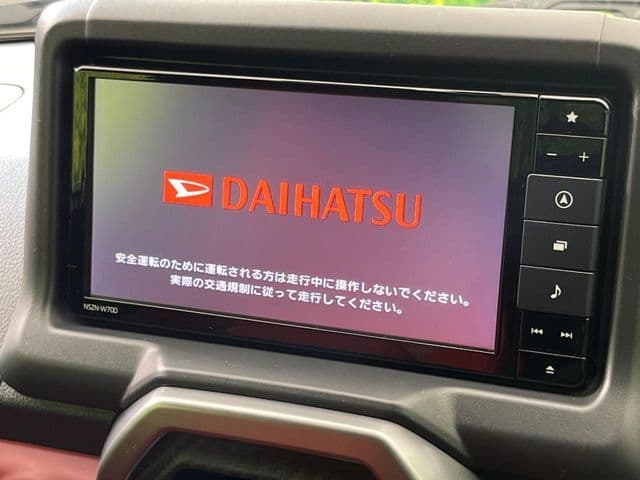 DAIHATSU
安全運転のために運転される方は走行中に操作しないでください。
実際の交通規制に従って走行してください。
NSZN-W70D